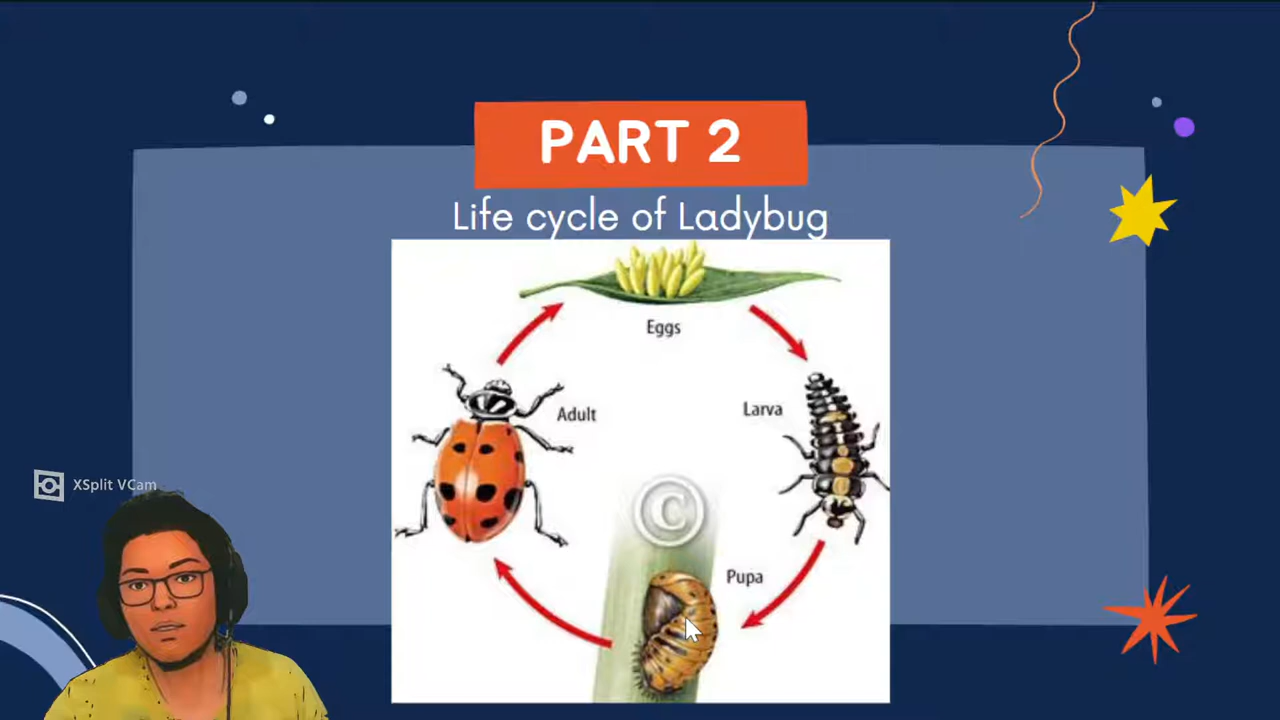 PART 2
Life cycle of Ladybug
Eggs
Adult
Larva
©
Pupa
XSplit VCam